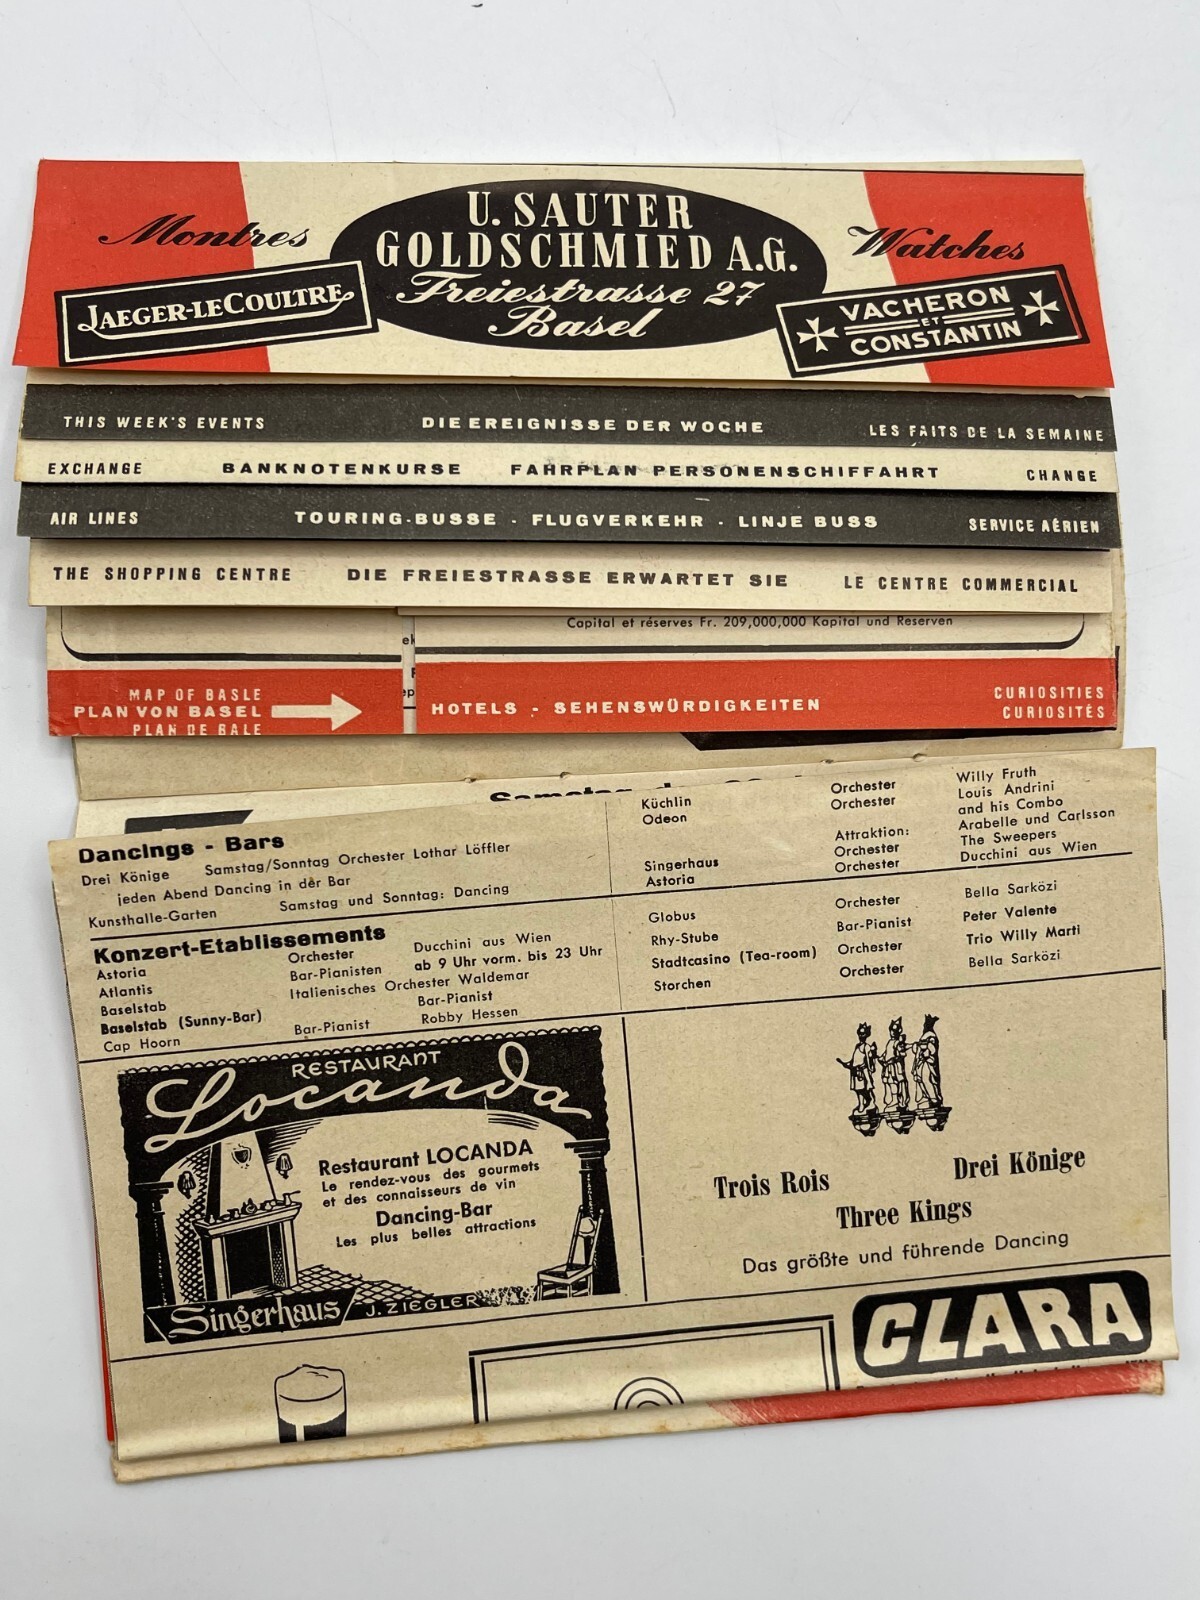 Montres
U. SAUTER
GOLDSCHMIED A.G.
Freiestrasse 27
Basel
Watches
JAEGER-LECOULTRE
VACHERON
ET
CONSTANTIN
THIS WEEK'S EVENTS DIE EREIGNISSE DER WOCHE LES FAITS DE LA SEMAINE
EXCHANGE BANKNOTENKURSE FAHRPLAN PERSONENSCHIFFAHRT CHANGE
AIR LINES TOURING-BUSSE - FLUGVERKEHR - LINJE BUSS SERVICE AÉRIEN
THE SHOPPING CENTRE DIE FREIESTRASSE ERWARTET SIE LE CENTRE COMMERCIAL
Capital et réserves Fr. 209,000,000 Kapital und Reserven
MAP OF BASLE
PLAN VON BASEL
PLAN DE BALE
HOTELS - SEHENSWÜRDIGKEITEN
CURIOSITIES
CURIOSITÉS
Dancings - Bars
Drei Könige Samstag/Sonntag Orchester Lothar Löffler
jeden Abend Dancing in der Bar
Kunsthalle-Garten Samstag und Sonntag: Dancing
Küchlin Orchester Willy Fruth
Odeon Orchester Louis Andrini
and his Combo
Attraktion: Arabelle und Carlsson
Singerhaus Orchester The Sweepers
Astoria Orchester Ducchini aus Wien
Konzert-Etablissements
Astoria Orchester Ducchini aus Wien
Atlantis Bar-Pianisten ab 9 Uhr vorm. bis 23 Uhr
Baselstab Italienisches Orchester Waldemar
Baselstab (Sunny-Bar) Bar-Pianist
Cap Hoorn Bar-Pianist Robby Hessen
Globus Orchester Bella Sarközi
Rhy-Stube Bar-Pianist Peter Valente
Stadtcasino (Tea-room) Orchester Trio Willy Marti
Storchen Orchester Bella Sarközi
RESTAURANT
Locanda
Restaurant LOCANDA
Le rendez-vous des gourmets
et des connaisseurs de vin
Dancing-Bar
Les plus belles attractions
Singerhaus J. ZIEGLER
Trois Rois Drei Könige
Three Kings
Das größte und führende Dancing
CLARA